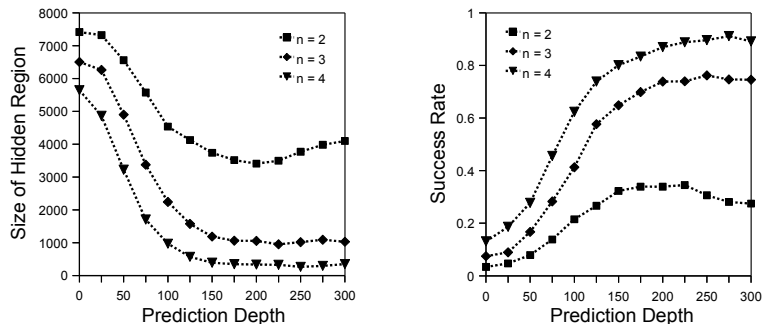 8000
7000
6000
5000
4000
3000
2000
1000
0
Size of Hidden Region
n = 2
n = 3
n = 4
0 50 100 150 200 250 300
Prediction Depth
1
0.8
0.6
0.4
0.2
0
Success Rate
n = 2
n = 3
n = 4
0 50 100 150 200 250 300
Prediction Depth